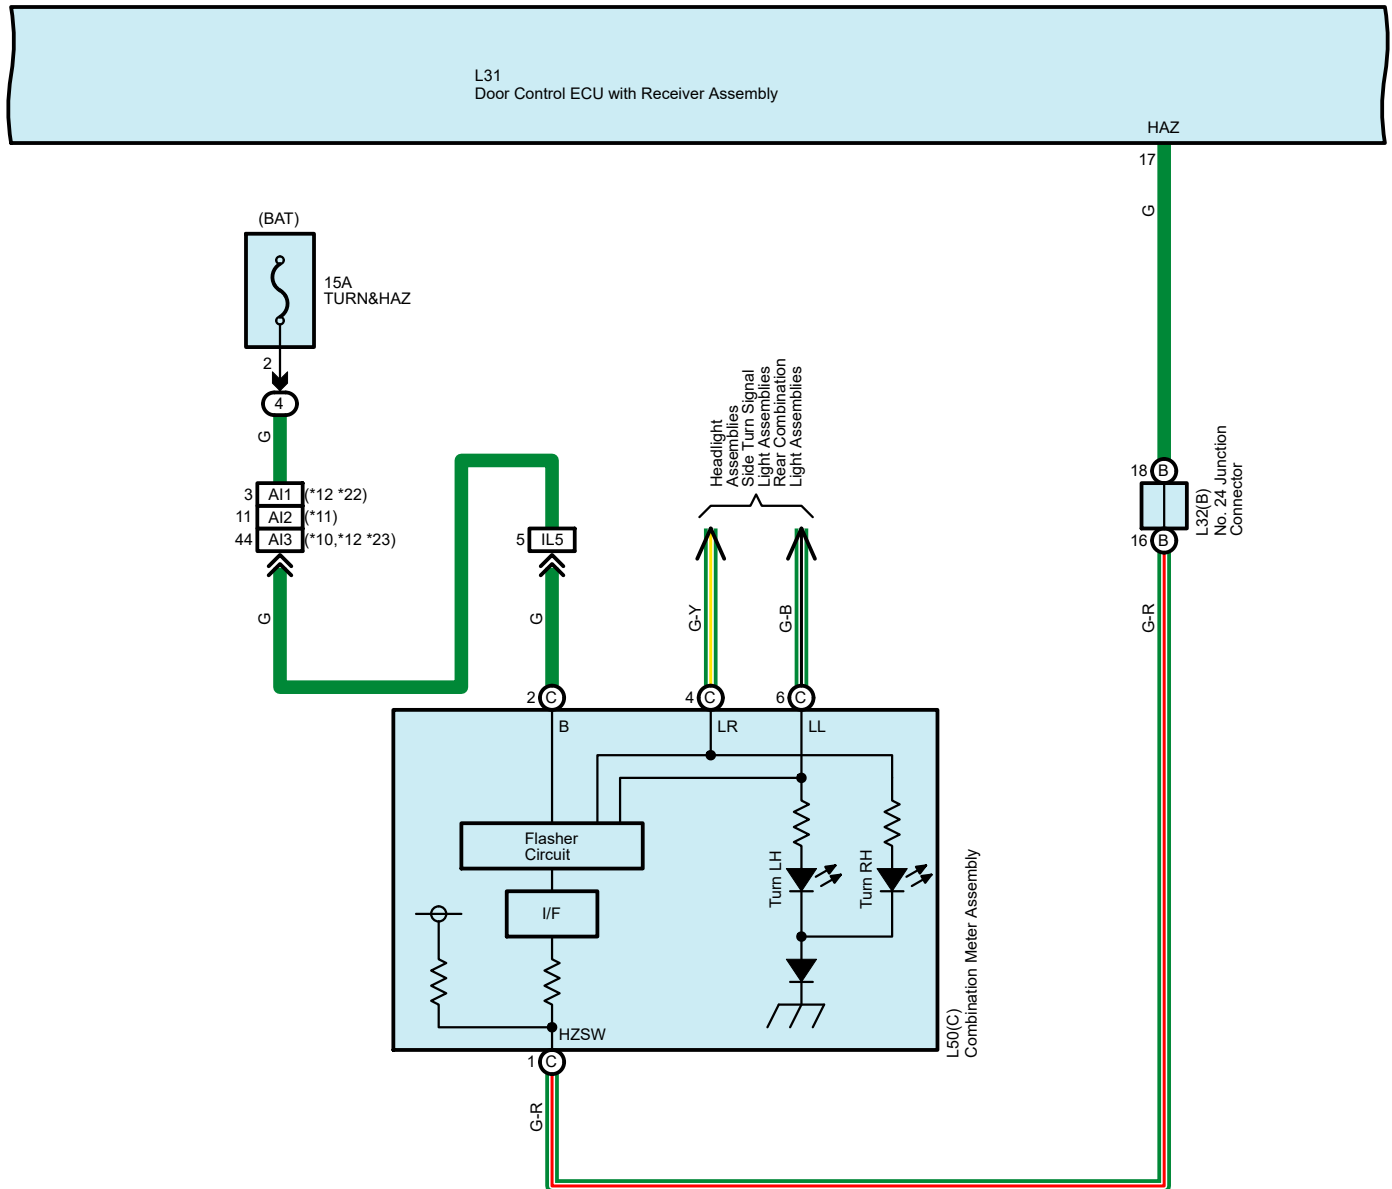 L31
Door Control ECU with Receiver Assembly
HAZ
17
G
(BAT)
15A
TURN&HAZ
2
4
G
3 AI1 (*12 *22)
11 AI2 (*11)
44 AI3 (*10,*12 *23)
G
5 IL5
G
Headlight
Assemblies
Side Turn Signal
Light Assemblies
Rear Combination
Light Assemblies
G-Y
G-B
18 B
L32(B)
No. 24 Junction
Connector
16 B
G-R
2 C
4 C
6 C
B
LR
LL
Flasher
Circuit
I/F
Turn LH
Turn RH
HZSW
L50(C)
Combination Meter Assembly
1 C
G-R